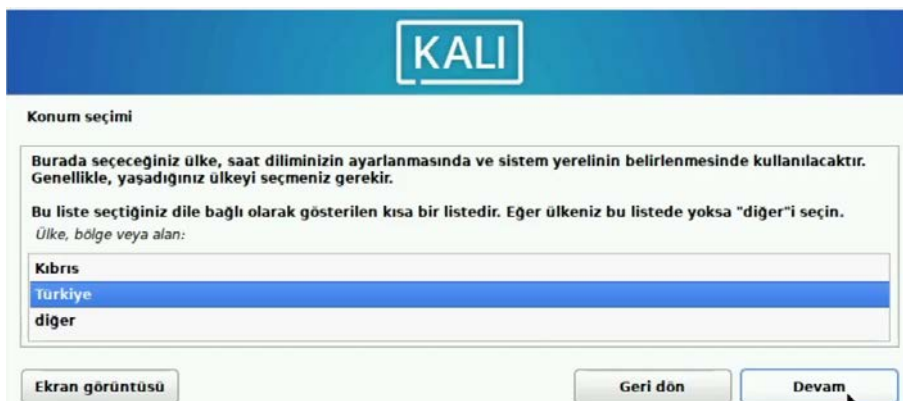 KALI
Konum seçimi
Burada seçeceğiniz ülke, saat diliminizin ayarlanmasında ve sistem yerelinin belirlenmesinde kullanılacaktır.
Genellikle, yaşadığınız ülkeyi seçmeniz gerekir.
Bu liste seçtiğiniz dile bağlı olarak gösterilen kısa bir listedir. Eğer ülkeniz bu listede yoksa "diğer"i seçin.
Ülke, bölge veya alan:
Kıbrıs
Türkiye
diğer
Ekran görüntüsü
Geri dön
Devam